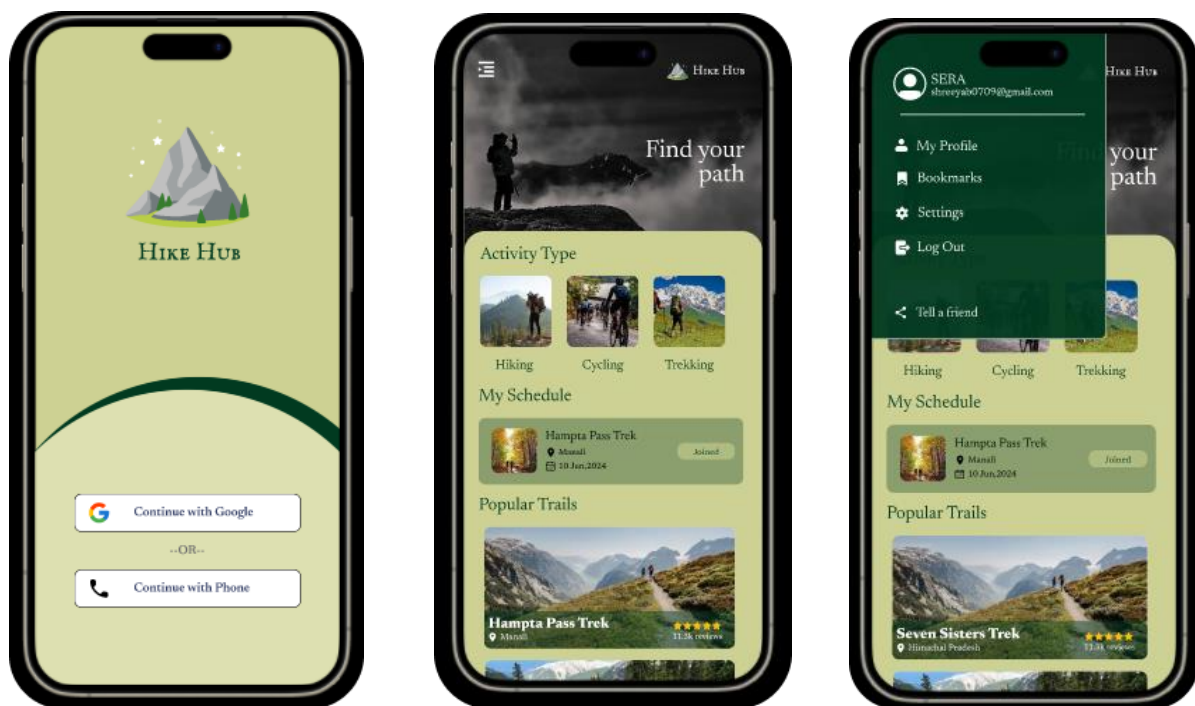 HIKE HUB
Continue with Google
--OR--
Continue with Phone
HIKE HUB
Find your
path
Activity Type
Hiking
Cycling
Trekking
My Schedule
Hampta Pass Trek
Manali
10 Jun,2024
Joined
Popular Trails
Hampta Pass Trek
Manali
11.3k reviews
SERA
shreeyab0709@gmail.com
HIKE HUB
My Profile
Bookmarks
Settings
Log Out
Tell a friend
Find your
path
Hiking
Cycling
Trekking
My Schedule
Hampta Pass Trek
Manali
10 Jun,2024
Joined
Popular Trails
Seven Sisters Trek
Himachal Pradesh
reviews